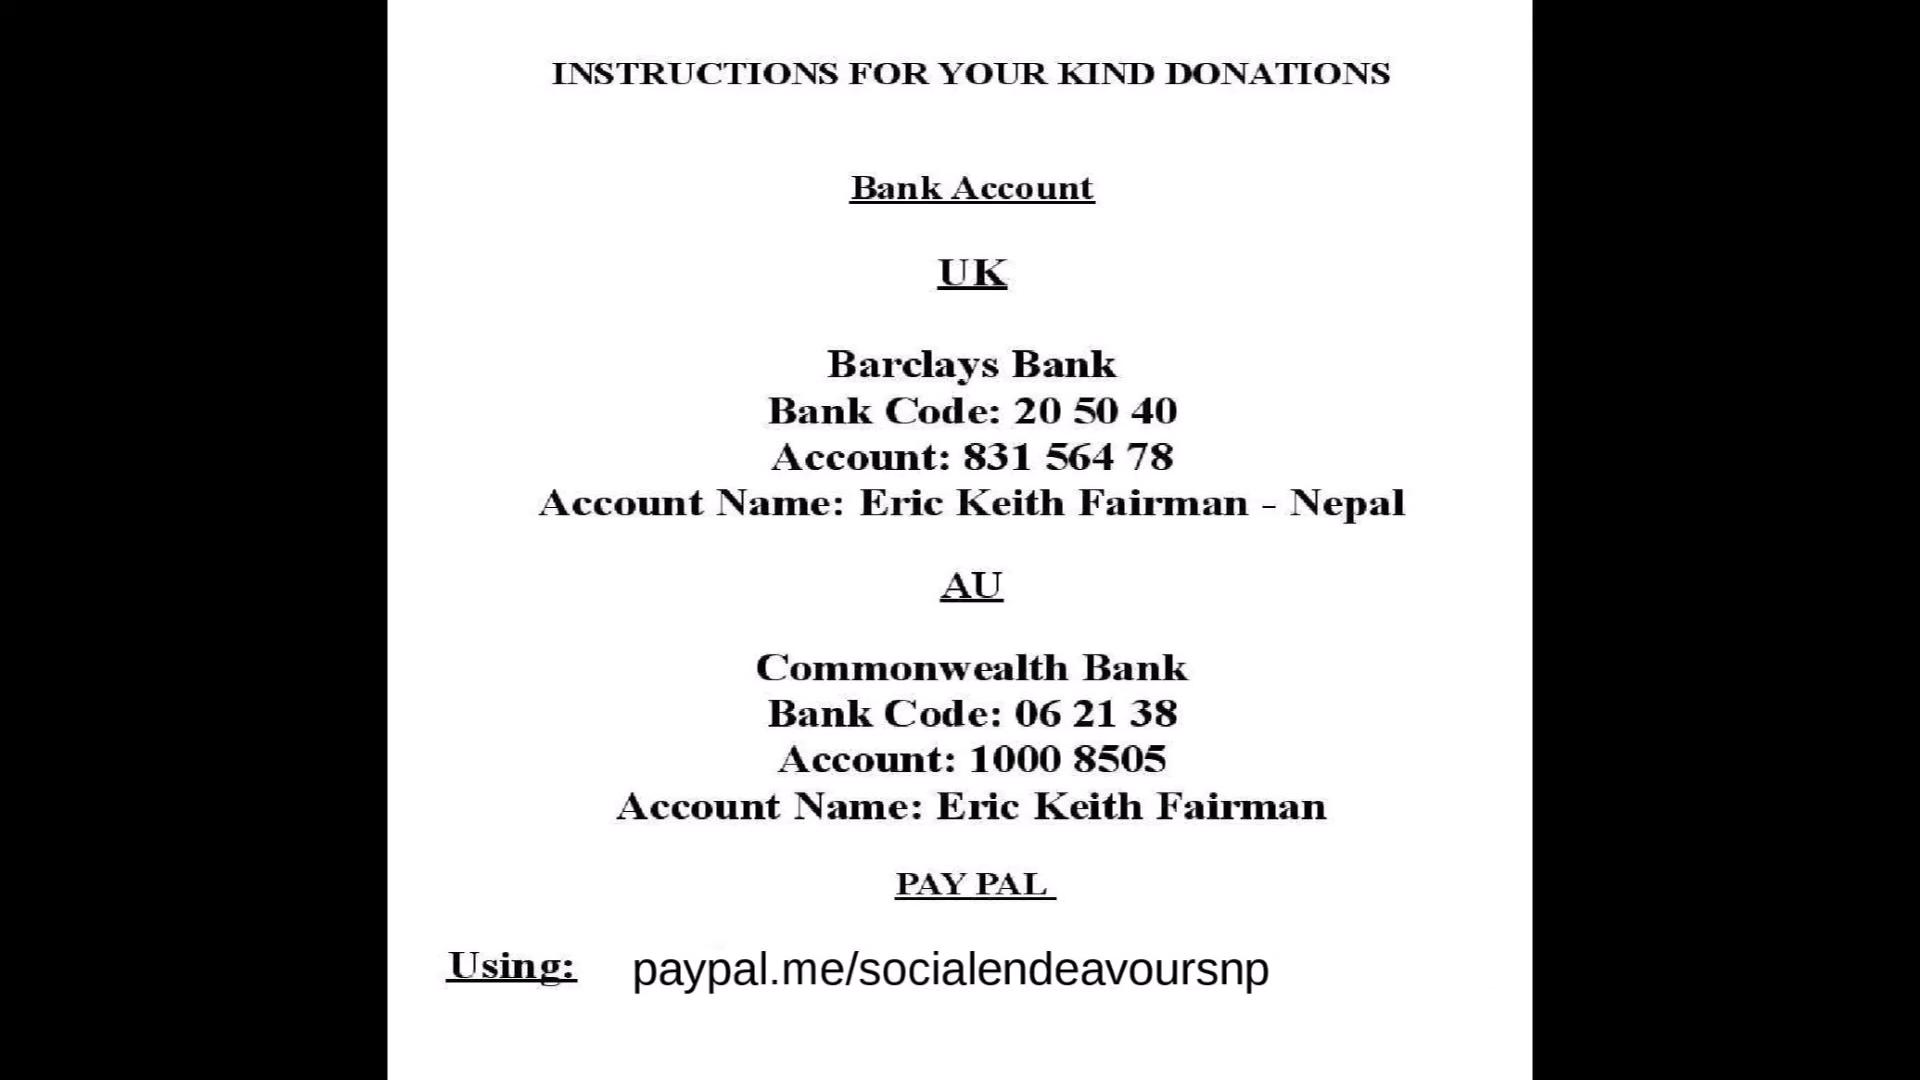 INSTRUCTIONS FOR YOUR KIND DONATIONS
Bank Account
UK
Barclays Bank
Bank Code: 20 50 40
Account: 831 564 78
Account Name: Eric Keith Fairman - Nepal
AU
Commonwealth Bank
Bank Code: 06 21 38
Account: 1000 8505
Account Name: Eric Keith Fairman
PAY PAL
Using: paypal.me/socialendeavoursnp